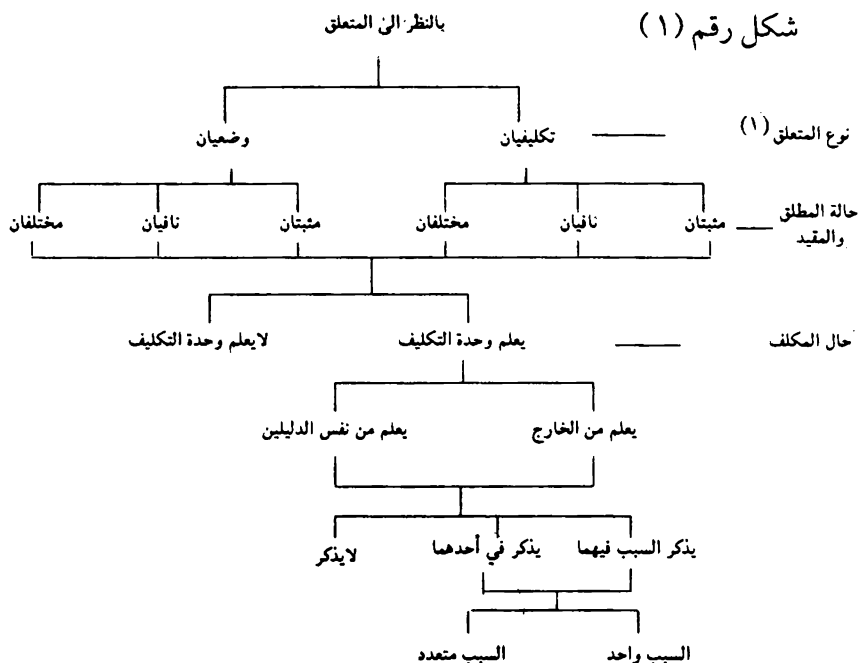 شكل رقم (١)
بالنظر الى المتعلق
نوع المتعلق (١)
تكليفيان
وضعيان
حالة المطلق
والمقيد
مثبتان
نافيان
مختلفان
مثبتان
نافيان
مختلفان
حال المكلف
يعلم وحدة التكليف
لايعلم وحدة التكليف
يعلم من الخارج
يعلم من نفس الدليلين
يذكر السبب فيهما
يذكر في أحدهما
لايذكر
السبب واحد
السبب متعدد